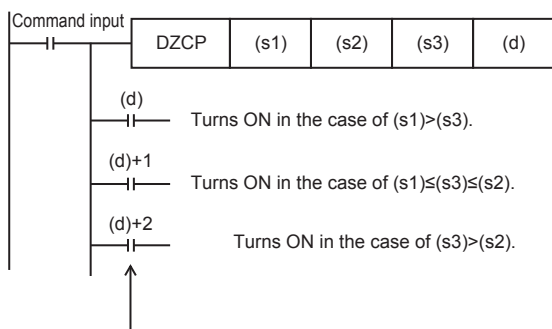 Command input
DZCP (s1) (s2) (s3) (d)
(d)
Turns ON in the case of (s1)>(s3).
(d)+1
Turns ON in the case of (s1)≤(s3)≤(s2).
(d)+2
Turns ON in the case of (s3)>(s2).